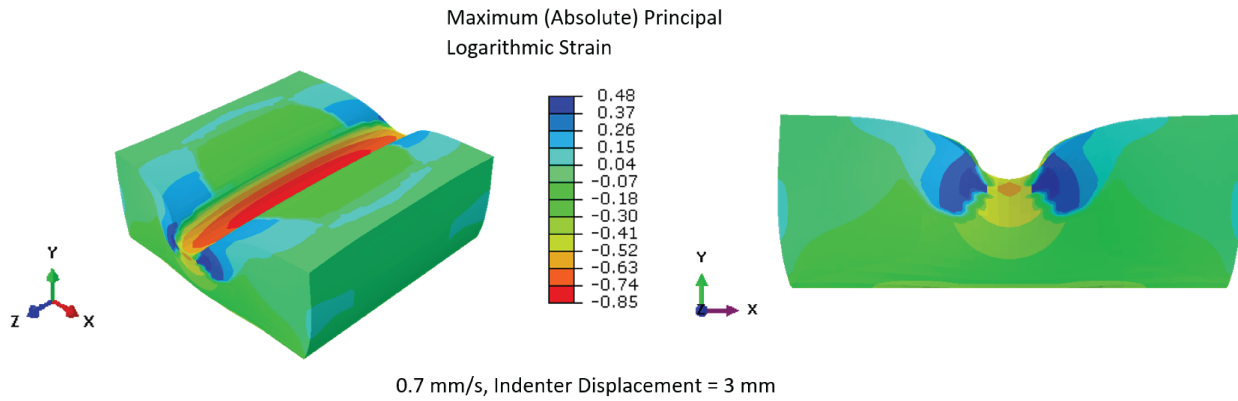 Maximum (Absolute) Principal
Logarithmic Strain
0.48
0.37
0.26
0.15
0.04
-0.07
-0.18
-0.30
-0.41
-0.52
-0.63
-0.74
-0.85
Y
Z
X
Y
Z
X
0.7 mm/s, Indenter Displacement = 3 mm